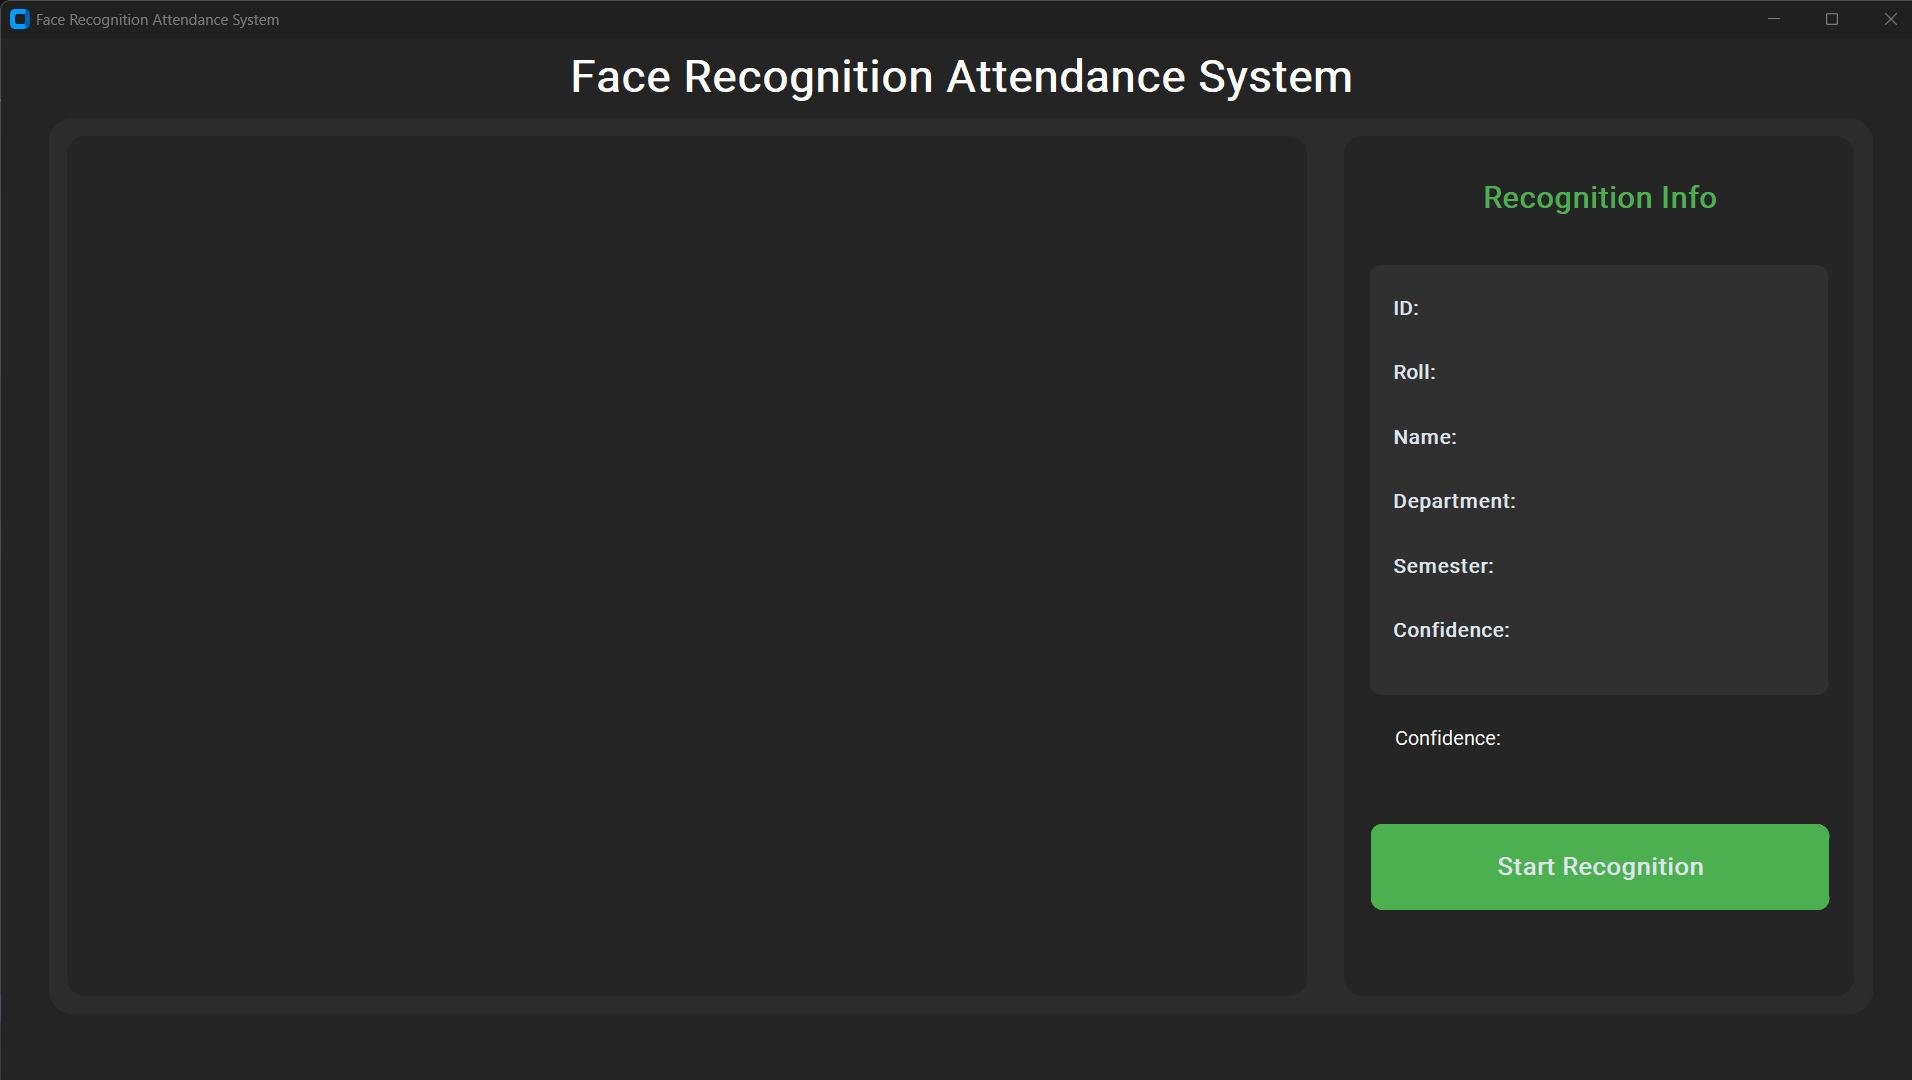 Face Recognition Attendance System
Face Recognition Attendance System
Recognition Info
ID:
Roll:
Name:
Department:
Semester:
Confidence:
Confidence:
Start Recognition